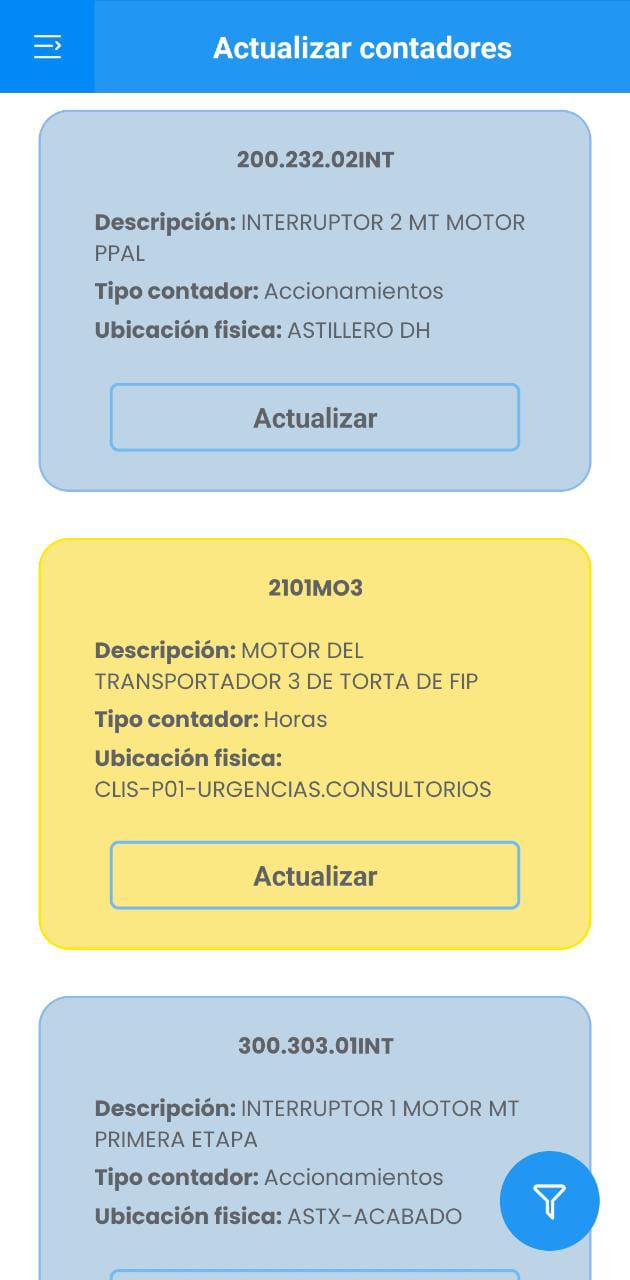 Actualizar contadores
200.232.02INT
Descripción: INTERRUPTOR 2 MT MOTOR
PPAL
Tipo contador: Accionamientos
Ubicación fisica: ASTILLERO DH
Actualizar
2101MO3
Descripción: MOTOR DEL
TRANSPORTADOR 3 DE TORTA DE FIP
Tipo contador: Horas
Ubicación fisica:
CLIS-P01-URGENCIAS.CONSULTORIOS
Actualizar
300.303.01INT
Descripción: INTERRUPTOR 1 MOTOR MT
PRIMERA ETAPA
Tipo contador: Accionamientos
Ubicación fisica: ASTX-ACABADO